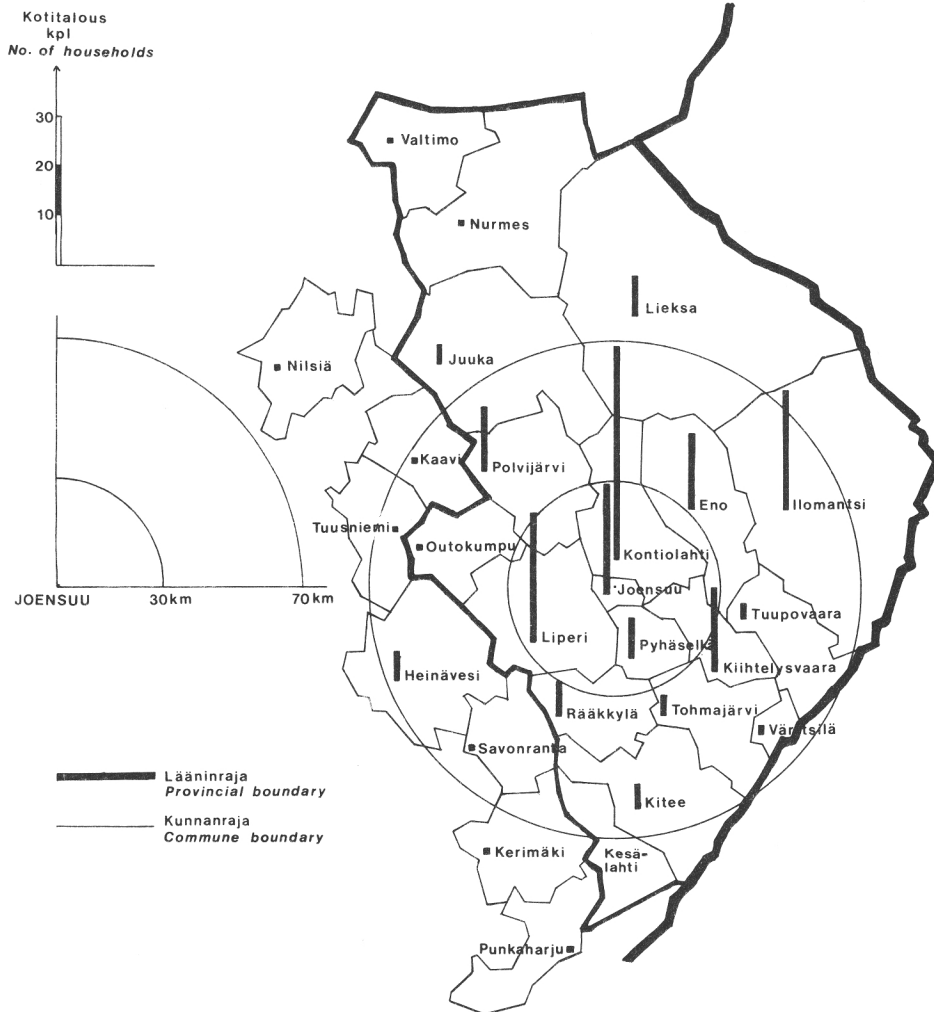 Kotitalous
kpl
No. of households
30
20
10
Valtimo
Nurmes
Lieksa
Nilsiä
Juuka
Kaavi
Polvijärvi
Eno
Ilomantsi
Tuusniemi
Outokumpu
Kontiolahti
JOENSUU 30km 70km
Joensuu
Tuupovaara
Liperi
Pyhäselkä
Kiihtelysvaara
Heinävesi
Rääkkylä
Tohmajärvi
Värtsilä
Savonranta
Lääninraja
Provincial boundary
Kitee
Kunnanraja
Commune boundary
Kerimäki
Kesä-
lahti
Punkaharju